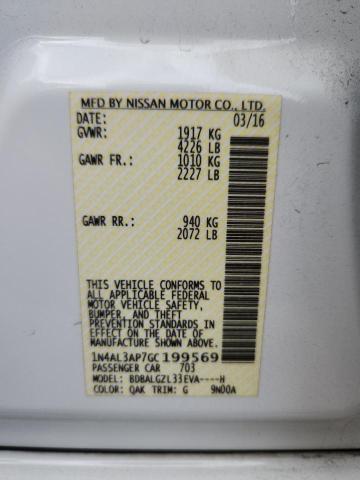 MFD BY NISSAN MOTOR CO., LTD.
DATE: 03/16
GVWR: 1917 KG
4226 LB
GAWR FR.: 1010 KG
2227 LB
GAWR RR.: 940 KG
2072 LB
THIS VEHICLE CONFORMS TO
ALL APPLICABLE FEDERAL
MOTOR VEHICLE SAFETY,
BUMPER, AND THEFT
PREVENTION STANDARDS
IN EFFECT ON THE DATE
OF MANUFACTURE SHOWN
ABOVE.
1N4AL3AP7GC199569
PASSENGER CAR 703
MODEL: BDBALGZL33EVA----H
COLOR: QAK TRIM: G 9N00A